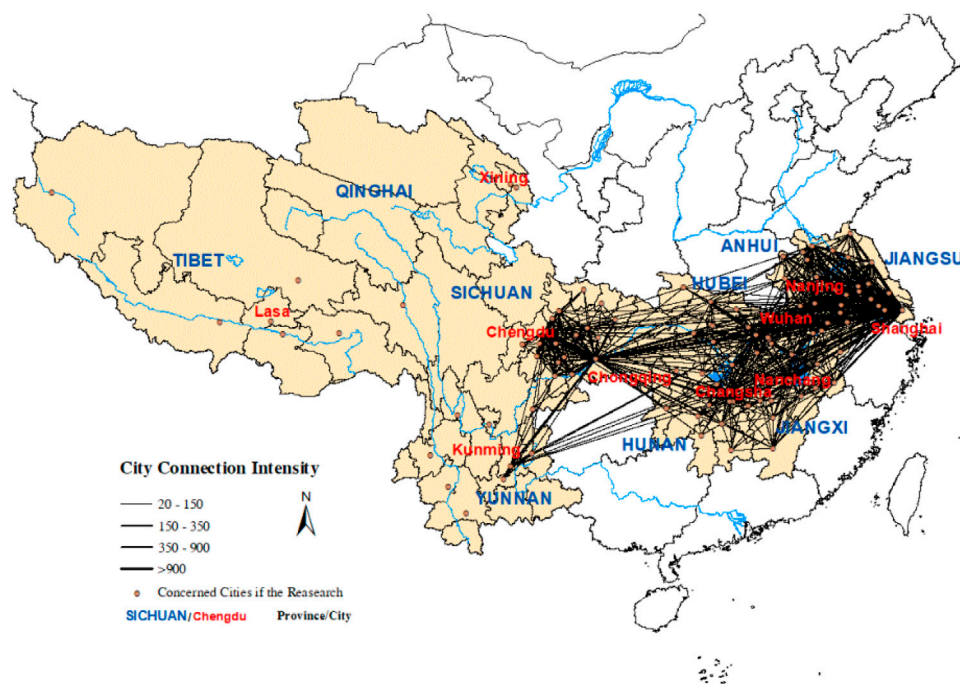 Xining
QINGHAI
ANHUI
JIANGSU
TIBET
HUBEI
SICHUAN
Nanjing
Lasa
Wuhan
Chengdu
Shanghai
Chongqing
Nanchang
Changsha
JIANGXI
HUNAN
Kunming
YUNNAN
City Connection Intensity
N
20 - 150
150 - 350
350 - 900
>900
Concerned Cities if the Reasearch
SICHUAN/Chengdu Province/City